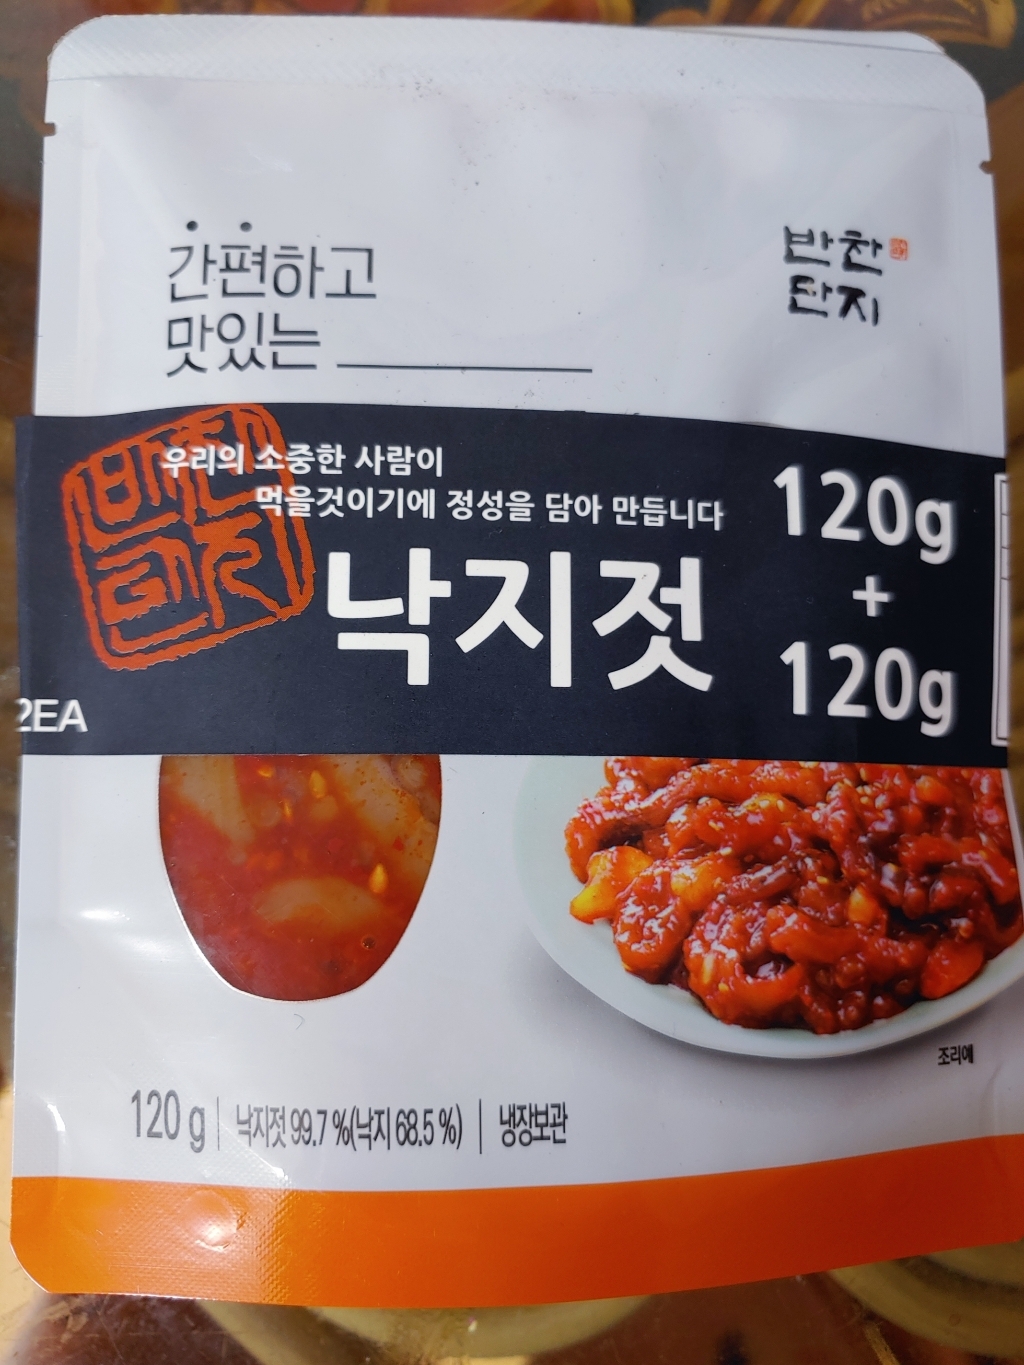 간편하고
맛있는
반찬
단지
우리의 소중한 사람이
먹을것이기에 정성을 담아 만듭니다
낙지젓
120g
+
120g
2EA
조리예
120 g | 낙지젓 99.7 %(낙지 68.5 %) | 냉장보관